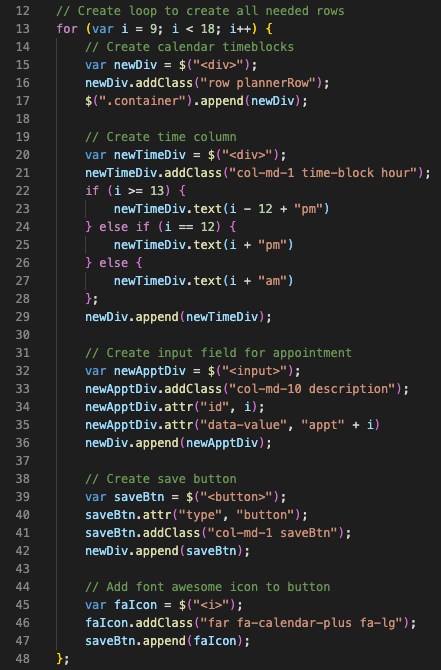 12 // Create loop to create all needed rows
13 for (var i = 9; i < 18; i++) {
14     // Create calendar timeblocks
15     var newDiv = $("<div>");
16     newDiv.addClass("row plannerRow");
17     $(".container").append(newDiv);
18
19     // Create time column
20     var newTimeDiv = $("<div>");
21     newTimeDiv.addClass("col-md-1 time-block hour");
22     if (i >= 13) {
23         newTimeDiv.text(i - 12 + "pm")
24     } else if (i == 12) {
25         newTimeDiv.text(i + "pm")
26     } else {
27         newTimeDiv.text(i + "am")
28     };
29     newDiv.append(newTimeDiv);
30
31     // Create input field for appointment
32     var newApptDiv = $("<input>");
33     newApptDiv.addClass("col-md-10 description");
34     newApptDiv.attr("id", i);
35     newApptDiv.attr("data-value", "appt" + i)
36     newDiv.append(newApptDiv);
37
38     // Create save button
39     var saveBtn = $("<button>");
40     saveBtn.attr("type", "button");
41     saveBtn.addClass("col-md-1 saveBtn");
42     newDiv.append(saveBtn);
43
44     // Add font awesome icon to button
45     var faIcon = $("<i>");
46     faIcon.addClass("far fa-calendar-plus fa-lg");
47     saveBtn.append(faIcon);
48 };